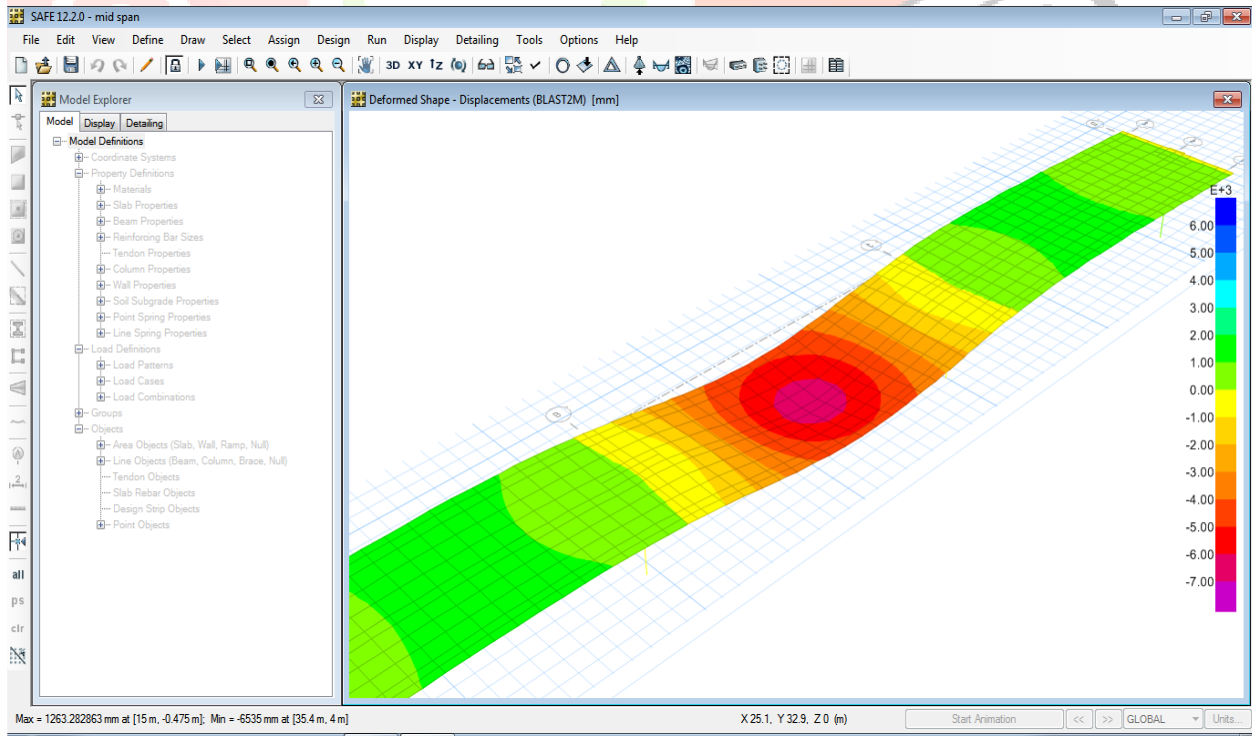 SAFE 12.2.0 - mid span
File Edit View Define Draw Select Assign Design Run Display Detailing Tools Options Help
3D XY
Model Explorer
Deformed Shape - Displacements (BLAST2M) [mm]
Model Display Detailing
Model Definitions
Coordinate Systems
Property Definitions
Materials
Slab Properties
Beam Properties
Reinforcing Bar Sizes
Tendon Properties
Column Properties
Wall Properties
Soil Subgrade Properties
Point Spring Properties
Line Spring Properties
Load Definitions
Load Patterns
Load Cases
Load Combinations
Groups
Objects
Area Objects (Slab, Wall, Ramp, Null)
Line Objects (Beam, Column, Brace, Null)
Tendon Objects
Slab Rebar Objects
Design Strip Objects
Point Objects
all
ps
clr
E+3
6.00
5.00
4.00
3.00
2.00
1.00
0.00
-1.00
-2.00
-3.00
-4.00
-5.00
-6.00
-7.00
Max = 1263.282863 mm at [15 m, -0.475 m]; Min = -6535 mm at [35.4 m, 4 m]
X 25.1, Y 32.9, Z 0 (m)
Start Animation << >> GLOBAL Units...